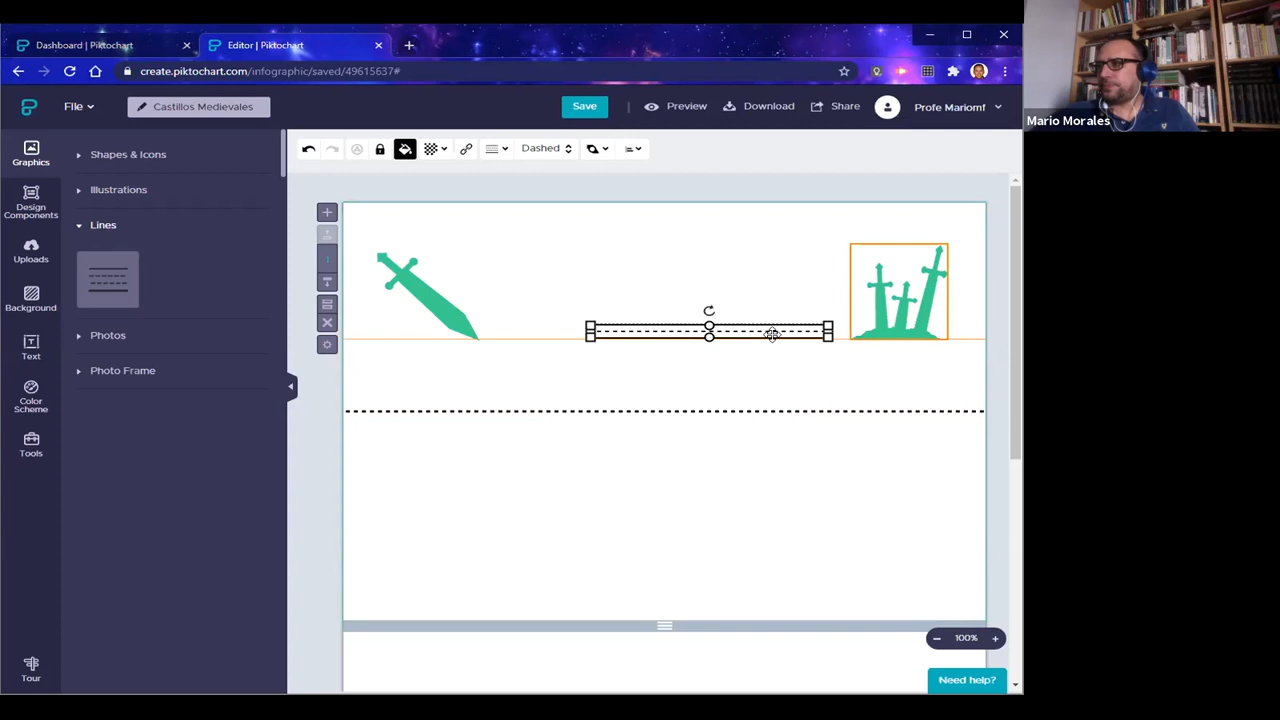 Dashboard | Piktochart
Editor | Piktochart
create.piktochart.com/infographic/saved/49615637#
File
Castillos Medievales
Save
Preview
Download
Share
Profe Mariomf
Mario Morales
Graphics
Design
Components
Uploads
Background
Text
Color
Scheme
Tools
Tour
Shapes & Icons
Illustrations
Lines
Photos
Photo Frame
Dashed
1
100%
Need help?